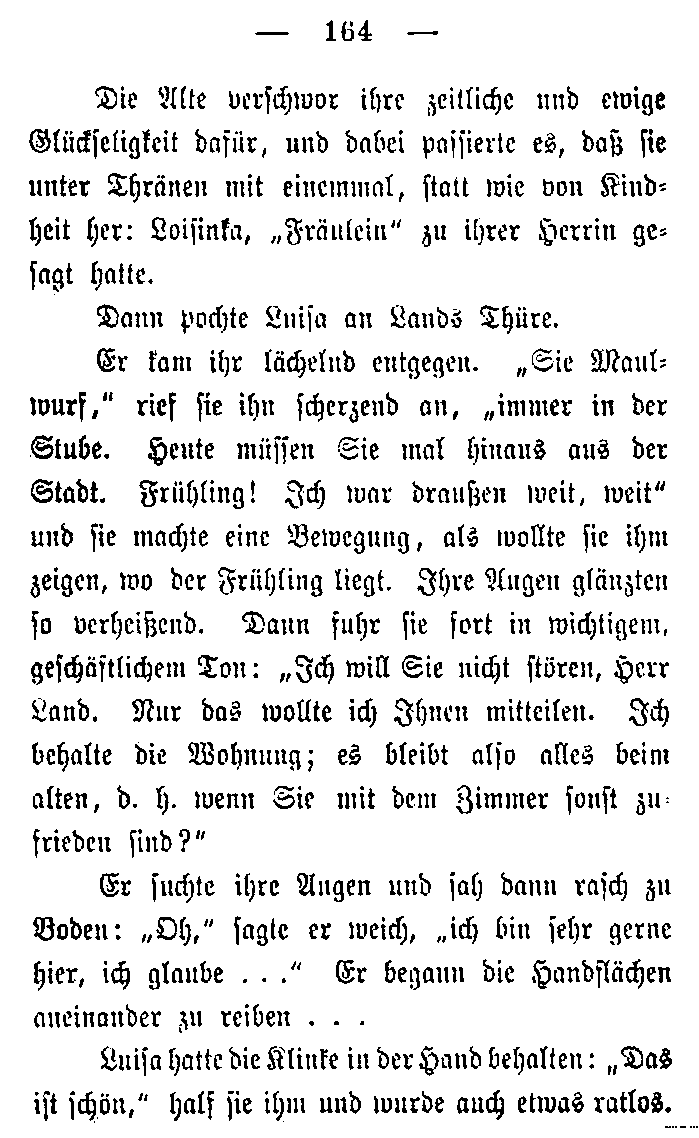 — 164 —
Die Alte verschwor ihre zeitliche und ewige
Glückseligkeit dafür, und dabei passierte es, daß sie
unter Thränen mit einemmal, statt wie von Kind-
heit her: Loisinka, „Fräulein“ zu ihrer Herrin ge-
sagt hatte.
Dann pochte Luisa an Lands Thüre.
Er kam ihr lächelnd entgegen. „Sie Maul-
wurf,“ rief sie ihn scherzend an, „immer in der
Stube. Heute müssen Sie mal hinaus aus der
Stadt. Frühling! Ich war draußen weit, weit“
und sie machte eine Bewegung, als wollte sie ihm
zeigen, wo der Frühling liegt. Ihre Augen glänzten
so verheißend. Dann fuhr sie fort in wichtigem,
geschäftlichem Ton: „Ich will Sie nicht stören, Herr
Land. Nur das wollte ich Ihnen mitteilen. Ich
behalte die Wohnung; es bleibt also alles beim
alten, d. h. wenn Sie mit dem Zimmer sonst zu-
frieden sind?“
Er suchte ihre Augen und sah dann rasch zu
Boden: „Oh,“ sagte er weich, „ich bin sehr gerne
hier, ich glaube . . .“ Er begann die Handflächen
aneinander zu reiben . . .
Luisa hatte die Klinke in der Hand behalten: „Das
ist schön,“ half sie ihm und wurde auch etwas ratlos.